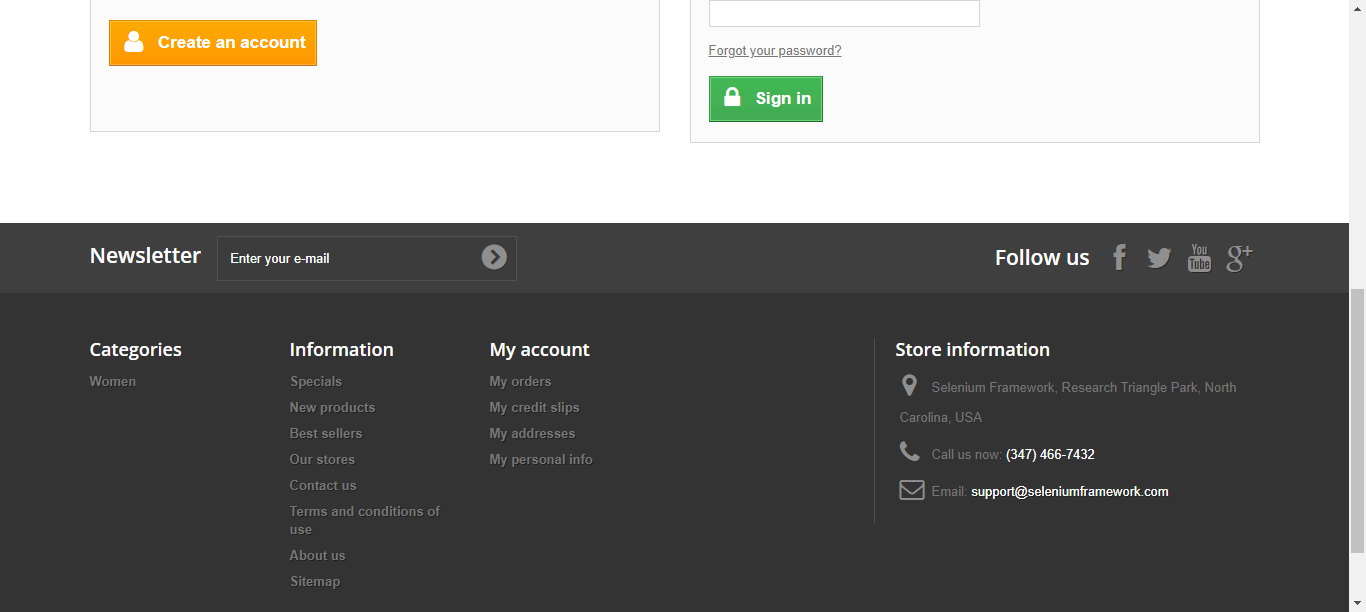 Create an account
Forgot your password?
Sign in
Newsletter
Enter your e-mail
Follow us
You
Tube
g+
Categories
Women
Information
Specials
New products
Best sellers
Our stores
Contact us
Terms and conditions of
use
About us
Sitemap
My account
My orders
My credit slips
My addresses
My personal info
Store information
Selenium Framework, Research Triangle Park, North
Carolina, USA
Call us now: (347) 466-7432
Email: support@seleniumframework.com